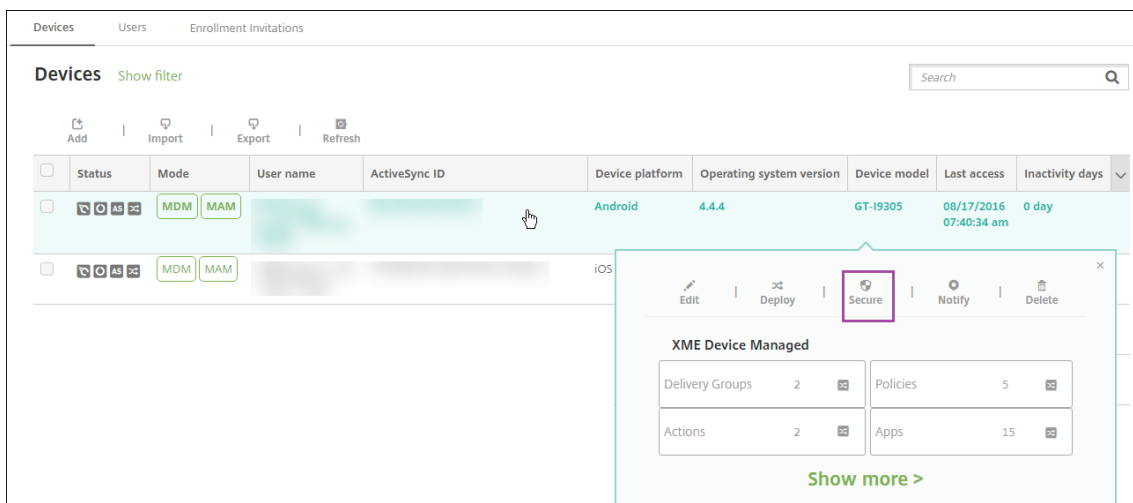 Devices Users Enrollment Invitations
Devices Show filter Search
Add | Import | Export | Refresh
Status Mode User name ActiveSync ID Device platform Operating system version Device model Last access Inactivity days
AS MDM MAM Android 4.4.4 GT-I9305 08/17/2016 0 day
07:40:34 am
AS MDM MAM iOS
×
Edit | Deploy | Secure | Notify | Delete
XME Device Managed
Delivery Groups 2 Policies 5
Actions 2 Apps 15
Show more >